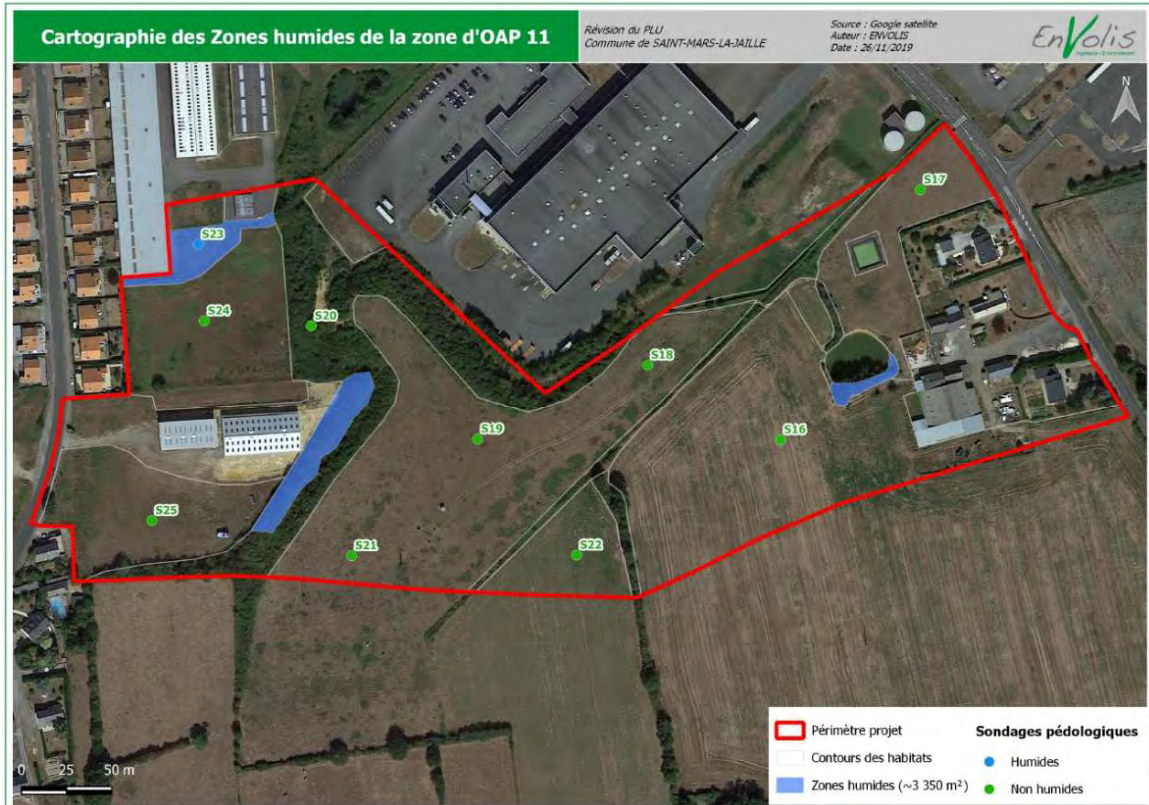 Cartographie des Zones humides de la zone d'OAP 11
Révision du PLU
Commune de SAINT-MARS-LA-JAILLE
Source : Google satellite
Auteur : ENVOLIS
Date : 26/11/2019
EnVolis
N
S17
S23
S24
S20
S18
S19
S16
S25
S21
S22
0 25 50 m
Périmètre projet
Contours des habitats
Zones humides (~3 350 m²)
Sondages pédologiques
Humides
Non humides